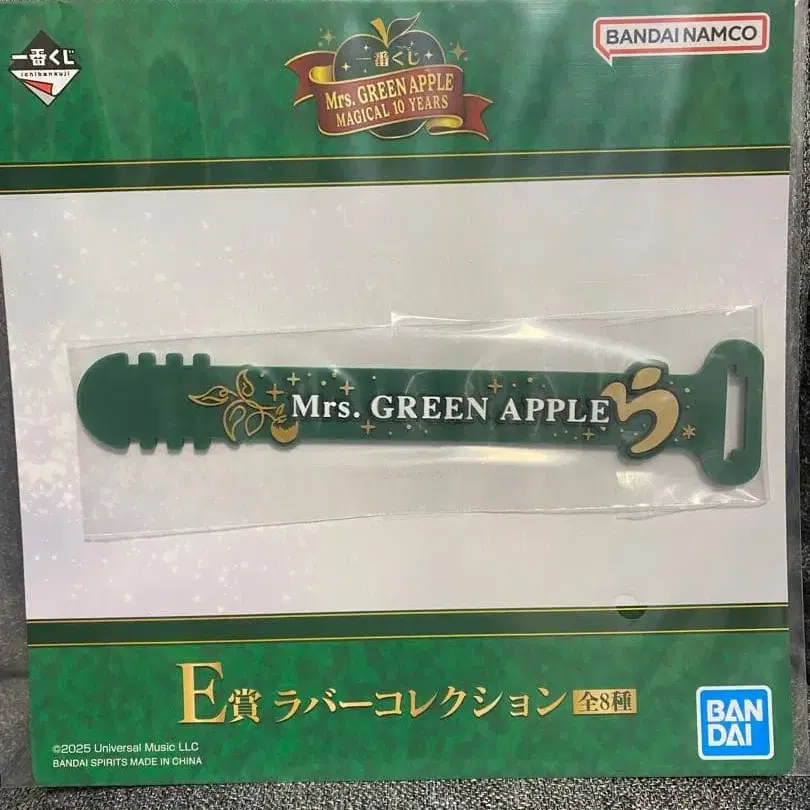 一番くじ
ichibankuji
一番くじ
Mrs. GREEN APPLE
MAGICAL 10 YEARS
BANDAI NAMCO
Mrs. GREEN APPLE
E賞 ラバーコレクション 全8種
©2025 Universal Music LLC
BANDAI SPIRITS MADE IN CHINA
BAN
DAI